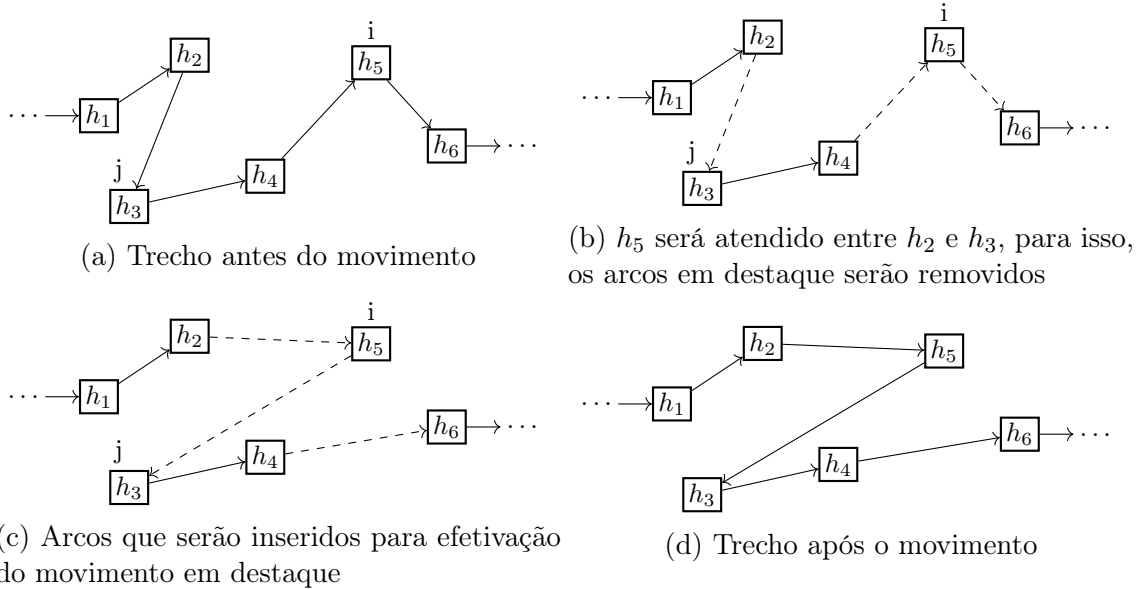 h₂
i
h₅
··· h₁
h₆ ···
j
h₄
h₃
(a) Trecho antes do movimento
i
h₂
h₅
··· h₁
h₆ ···
j
h₄
h₃
(b) h₅ será atendido entre h₂ e h₃, para isso,
os arcos em destaque serão removidos
i
h₂
h₅
··· h₁
h₆ ···
j
h₄
h₃
(c) Arcos que serão inseridos para efetivação
do movimento em destaque
h₂
h₅
··· h₁
h₆ ···
h₄
h₃
(d) Trecho após o movimento